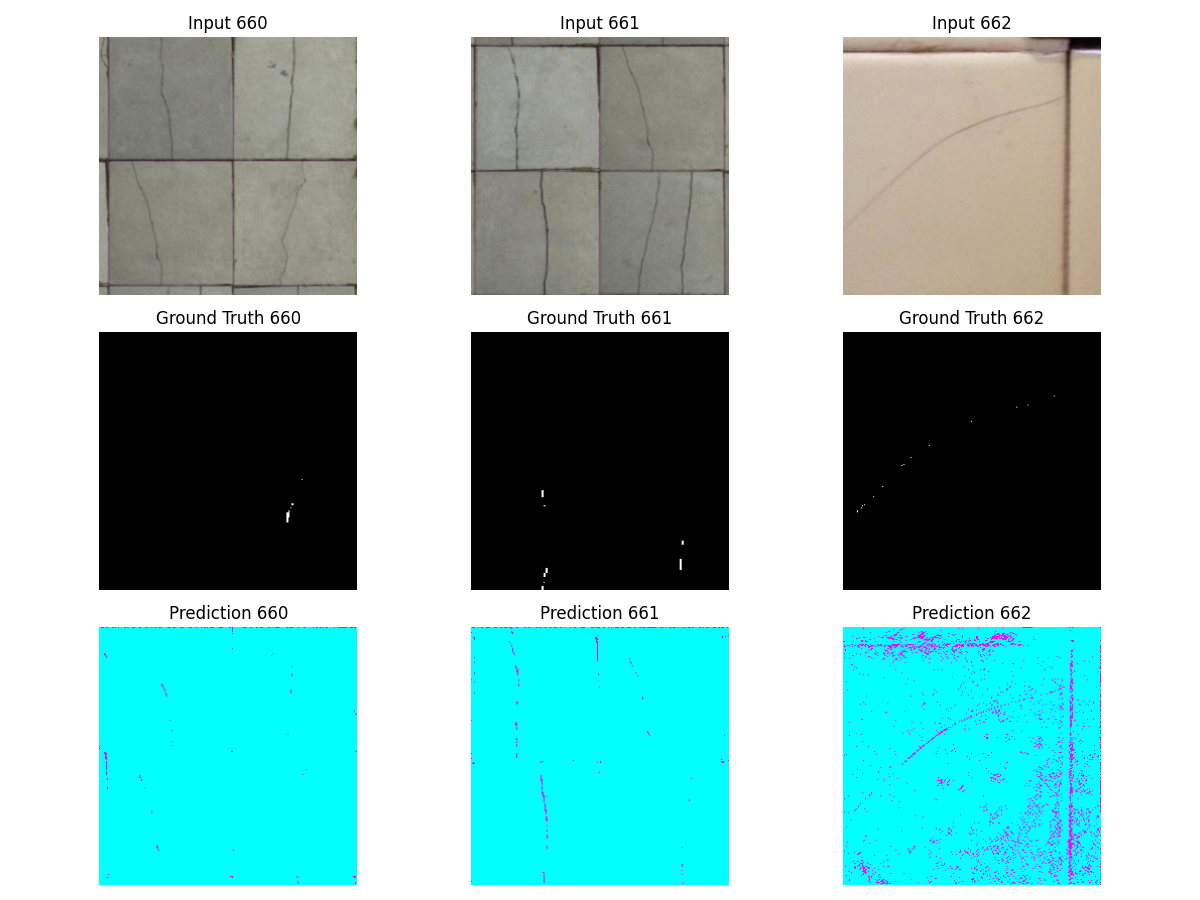 Input 660
Input 661
Input 662
Ground Truth 660
Ground Truth 661
Ground Truth 662
Prediction 660
Prediction 661
Prediction 662